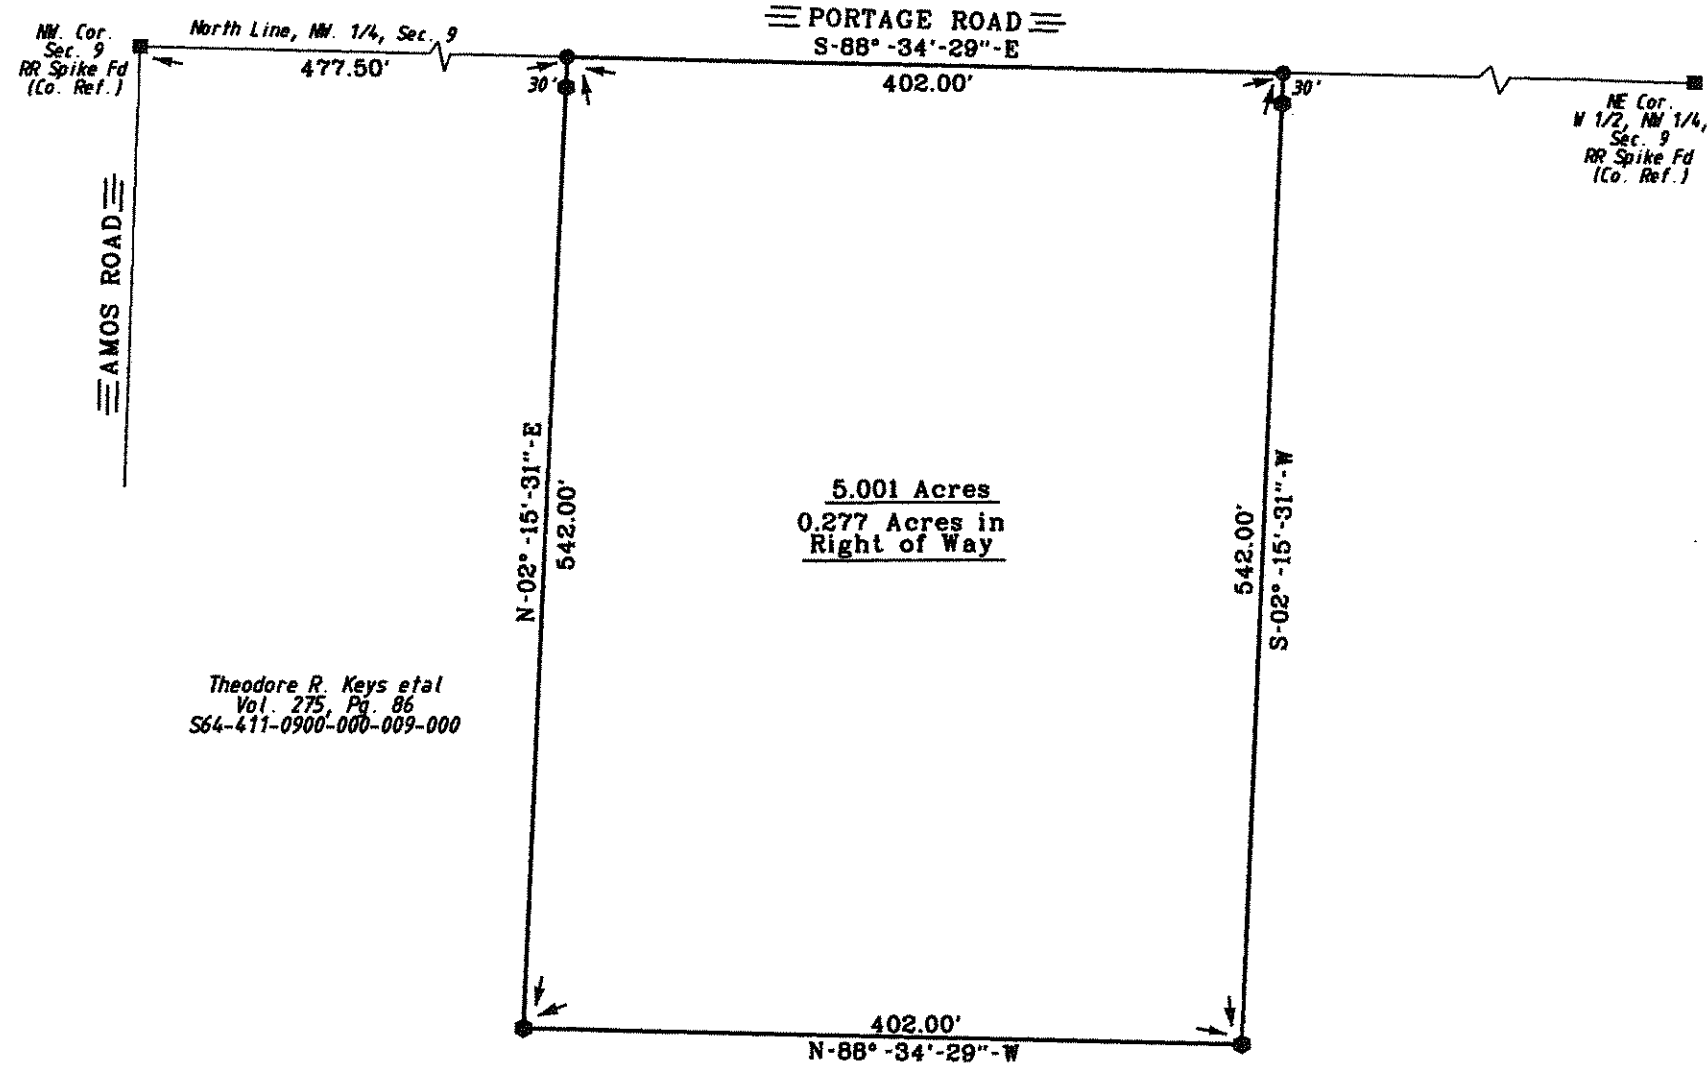 PORTAGE ROAD
S-88°-34'-29"-E
402.00'
NW. Cor.
Sec. 9
RR Spike Fd
(Co. Ref.)
North Line, NW. 1/4, Sec. 9
477.50'
30'
30'
NE Cor.
W 1/2, NW 1/4,
Sec. 9
RR Spike Fd
(Co. Ref.)
AMOS ROAD
N-02°-15'-31"-E
542.00'
5.001 Acres
0.277 Acres in
Right of Way
542.00'
S-02°-15'-31"-W
Theodore R. Keys etal
Vol. 275, Pg. 86
S64-411-0900-000-009-000
402.00'
N-88°-34'-29"-W